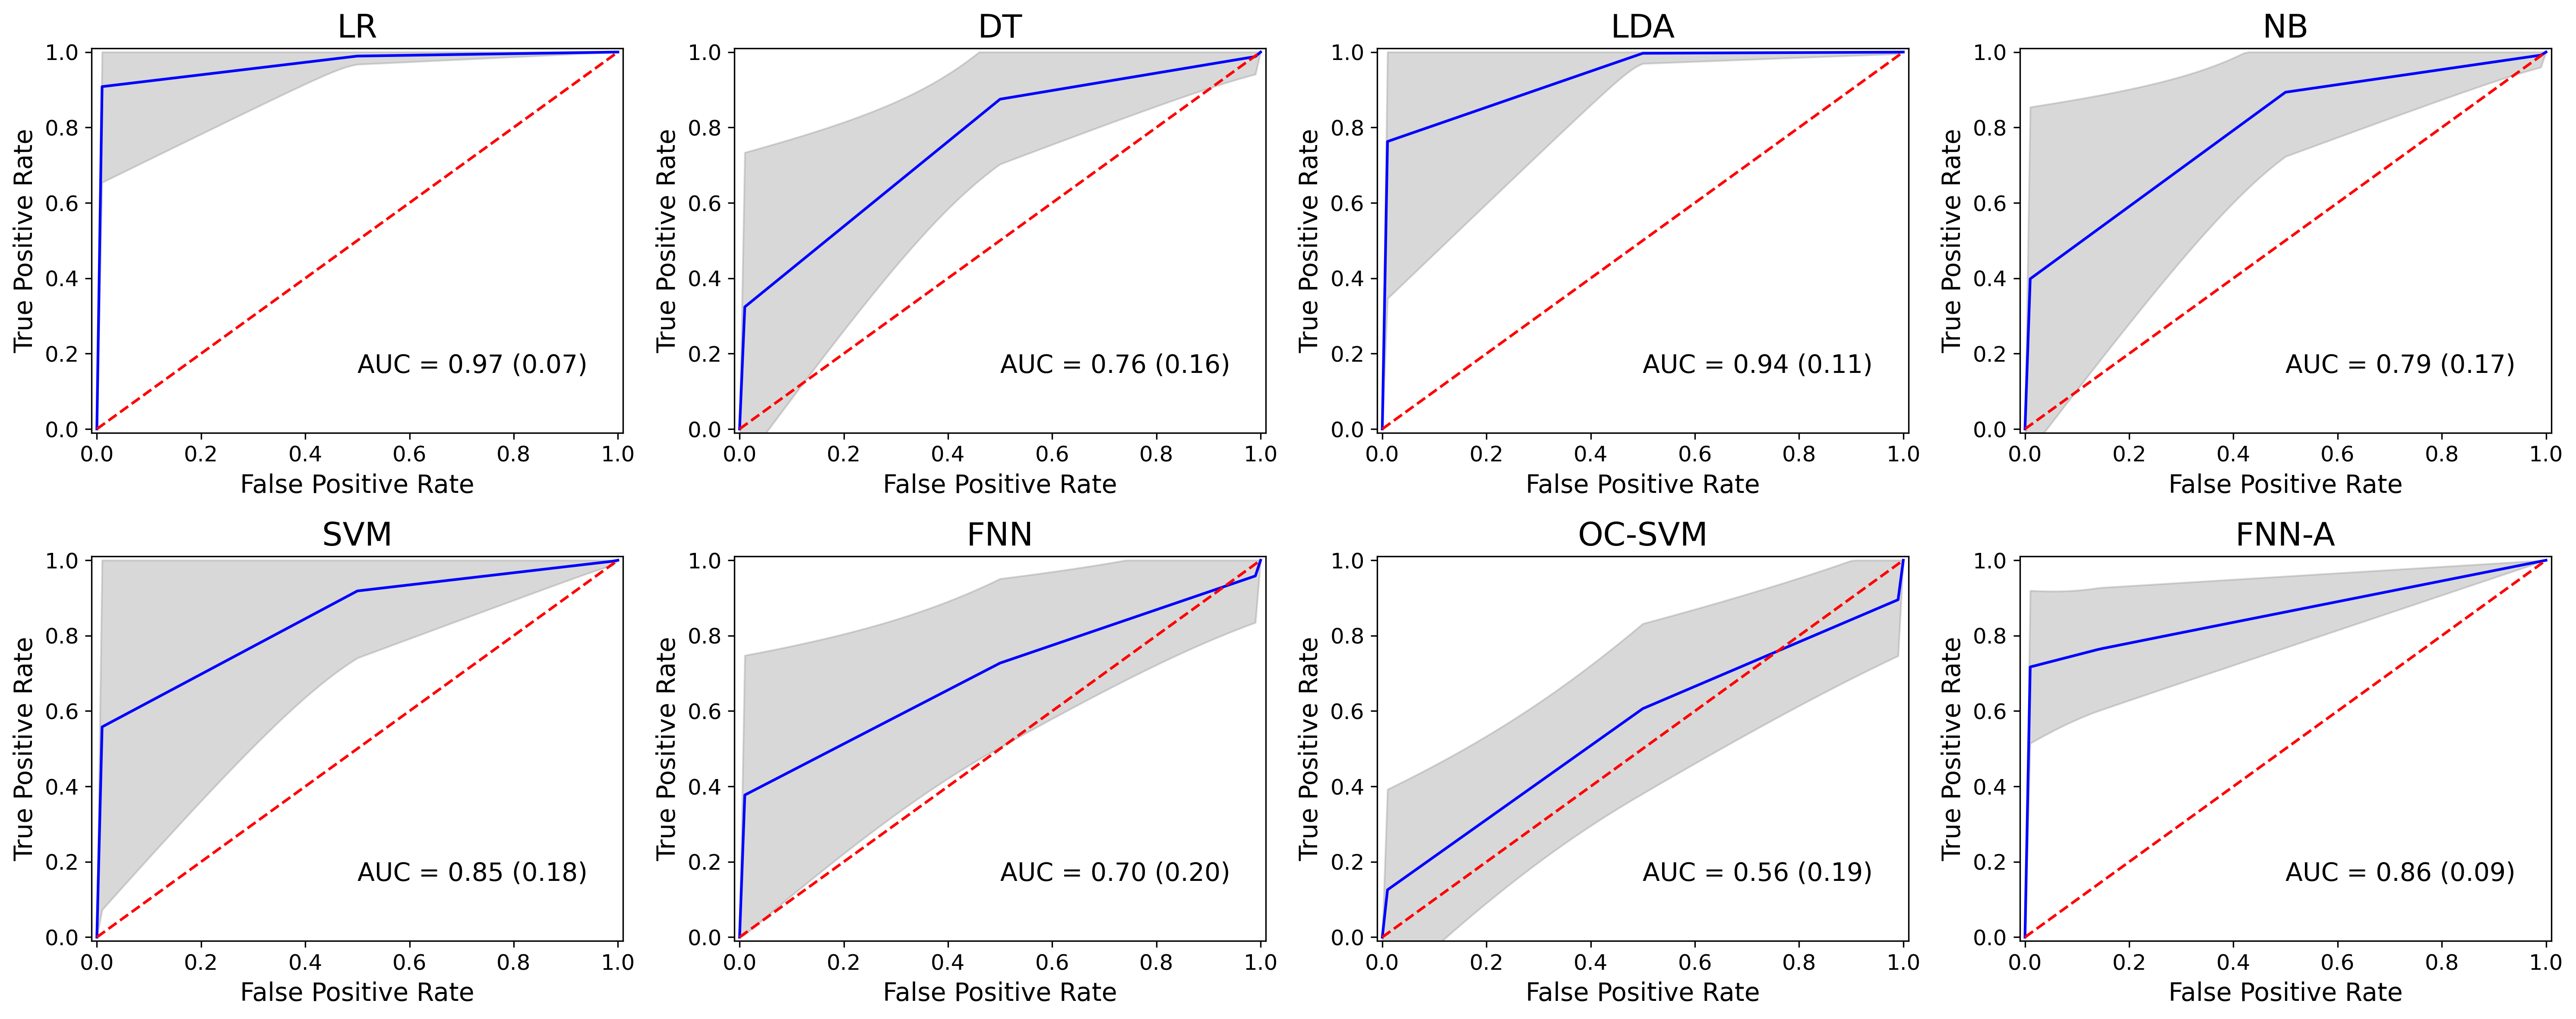 LR
1.0
0.8
0.6
0.4
0.2
0.0
True Positive Rate
AUC = 0.97 (0.07)
0.0 0.2 0.4 0.6 0.8 1.0
False Positive Rate
DT
1.0
0.8
0.6
0.4
0.2
0.0
True Positive Rate
AUC = 0.76 (0.16)
0.0 0.2 0.4 0.6 0.8 1.0
False Positive Rate
LDA
1.0
0.8
0.6
0.4
0.2
0.0
True Positive Rate
AUC = 0.94 (0.11)
0.0 0.2 0.4 0.6 0.8 1.0
False Positive Rate
NB
1.0
0.8
0.6
0.4
0.2
0.0
True Positive Rate
AUC = 0.79 (0.17)
0.0 0.2 0.4 0.6 0.8 1.0
False Positive Rate
SVM
1.0
0.8
0.6
0.4
0.2
0.0
True Positive Rate
AUC = 0.85 (0.18)
0.0 0.2 0.4 0.6 0.8 1.0
False Positive Rate
FNN
1.0
0.8
0.6
0.4
0.2
0.0
True Positive Rate
AUC = 0.70 (0.20)
0.0 0.2 0.4 0.6 0.8 1.0
False Positive Rate
OC-SVM
1.0
0.8
0.6
0.4
0.2
0.0
True Positive Rate
AUC = 0.56 (0.19)
0.0 0.2 0.4 0.6 0.8 1.0
False Positive Rate
FNN-A
1.0
0.8
0.6
0.4
0.2
0.0
True Positive Rate
AUC = 0.86 (0.09)
0.0 0.2 0.4 0.6 0.8 1.0
False Positive Rate